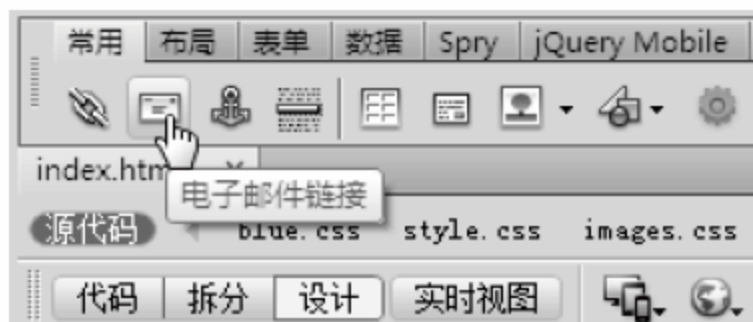 常用 布局 表单 数据 Spry jQuery Mobile
index.htm
电子邮件链接
源代码 blue.css style.css images.css
代码 拆分 设计 实时视图